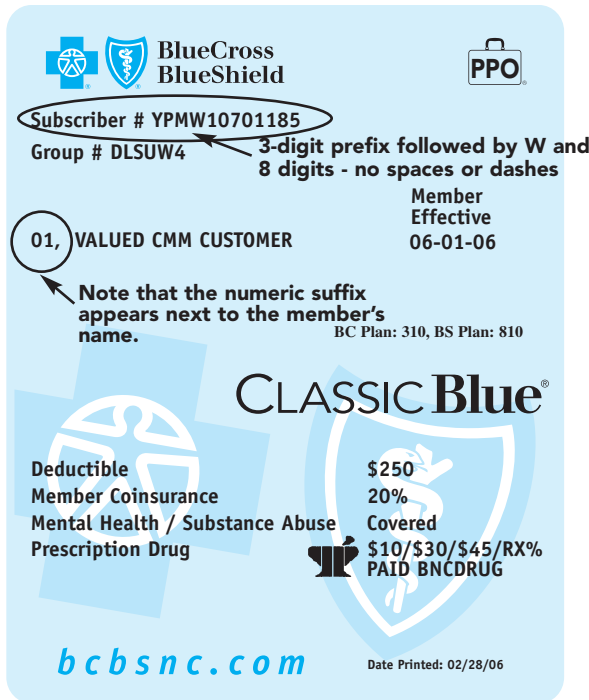 BlueCross
BlueShield
PPO
Subscriber # YPMW10701185
Group # DLSUW4
3-digit prefix followed by W and
8 digits - no spaces or dashes
Member
Effective
06-01-06
01, VALUED CMM CUSTOMER
Note that the numeric suffix
appears next to the member's
name.
BC Plan: 310, BS Plan: 810
CLASSIC Blue®
Deductible $250
Member Coinsurance 20%
Mental Health / Substance Abuse Covered
Prescription Drug $10/$30/$45/RX%
PAID BNCDRUG
bcbsnc.com
Date Printed: 02/28/06